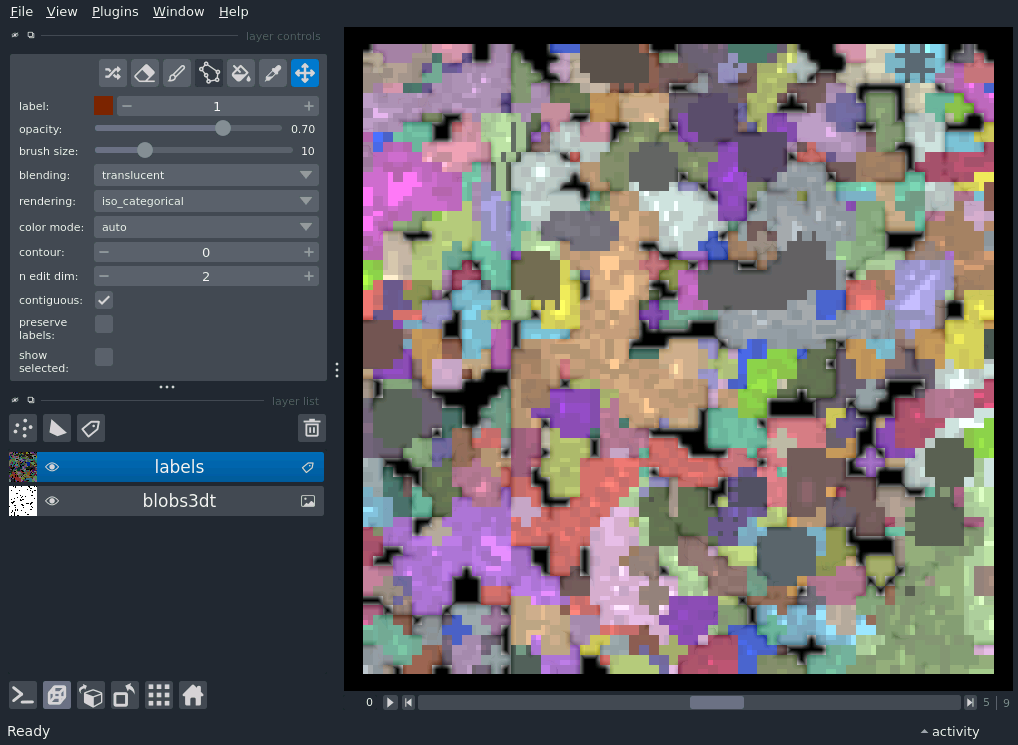 File View Plugins Window Help
layer controls
label: 1
opacity: 0.70
brush size: 10
blending: translucent
rendering: iso_categorical
color mode: auto
contour: 0
n edit dim: 2
contiguous:
preserve
labels:
show
selected:
layer list
labels
blobs3dt
0 5 | 9
Ready activity